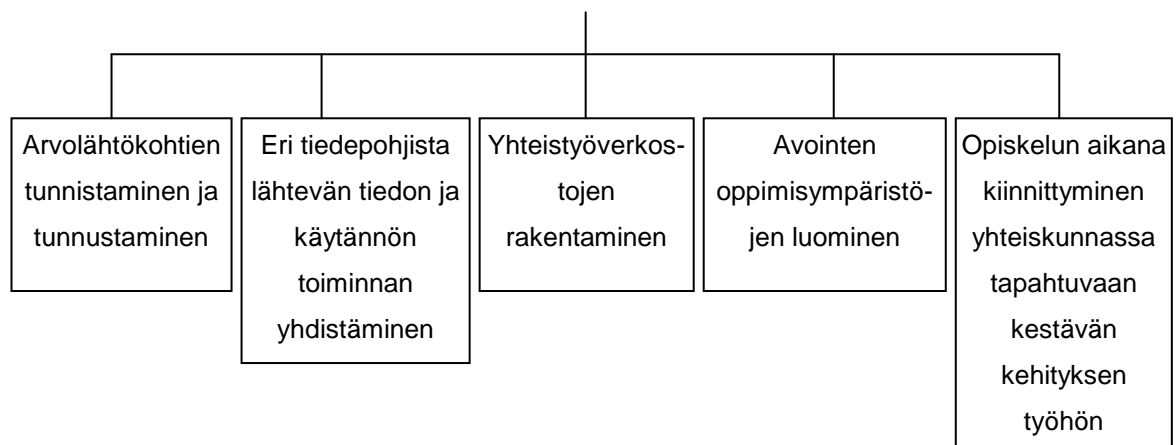 Arvolähtökohtien
tunnistaminen ja
tunnustaminen
Eri tiedepohjista
lähtevän tiedon ja
käytännön
toiminnan
yhdistäminen
Yhteistyöverkos-
tojen
rakentaminen
Avointen
oppimisympäristö-
jen luominen
Opiskelun aikana
kiinnittyminen
yhteiskunnassa
tapahtuvaan
kestävän
kehityksen
työhön